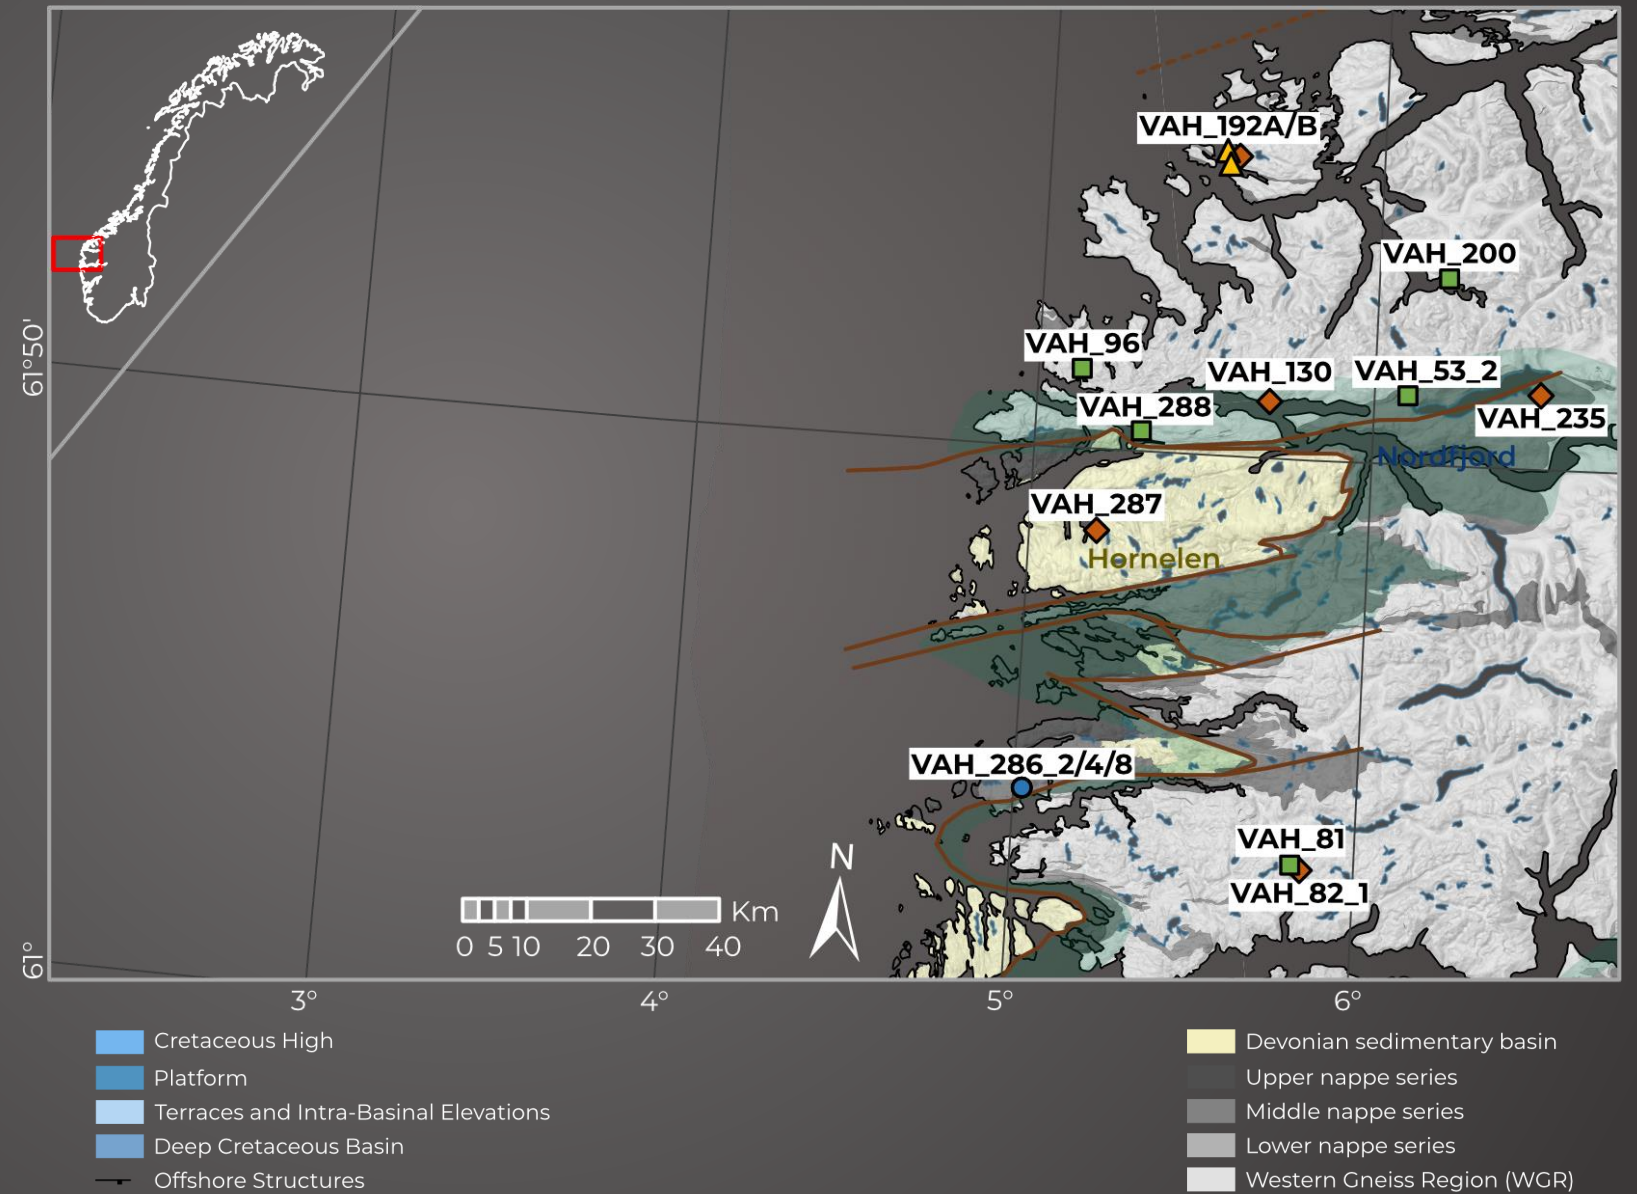 VAH_192A/B
VAH_200
61°50'
VAH_96
VAH_130
VAH_53_2
VAH_288
VAH_235
Nordfjord
VAH_287
Hornelen
VAH_286_2/4/8
VAH_81
VAH_82_1
N
Km
0 5 10 20 30 40
61°
3° 4° 5° 6°
Cretaceous High
Platform
Terraces and Intra-Basinal Elevations
Deep Cretaceous Basin
Offshore Structures
Devonian sedimentary basin
Upper nappe series
Middle nappe series
Lower nappe series
Western Gneiss Region (WGR)